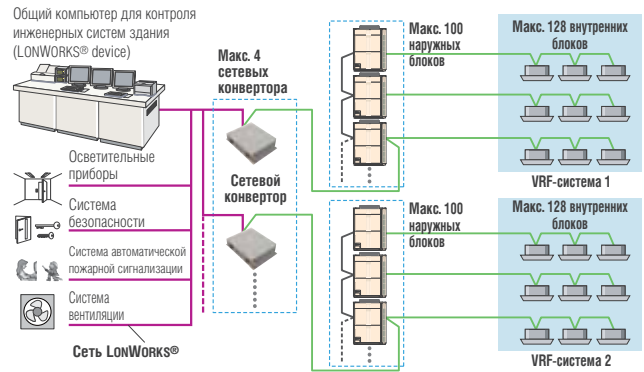 Общий компьютер для контроля
инженерных систем здания
(LONWORKS® device)
Макс. 4
сетевых
конвертора
Макс. 100
наружных
блоков
Макс. 128 внутренних
блоков
VRF-система 1
Осветительные
приборы
Система
безопасности
Система автоматической
пожарной сигнализации
Система
вентиляции
Сеть LONWORKS®
Сетевой
конвертор
Макс. 100
наружных
блоков
Макс. 128 внутренних
блоков
VRF-система 2